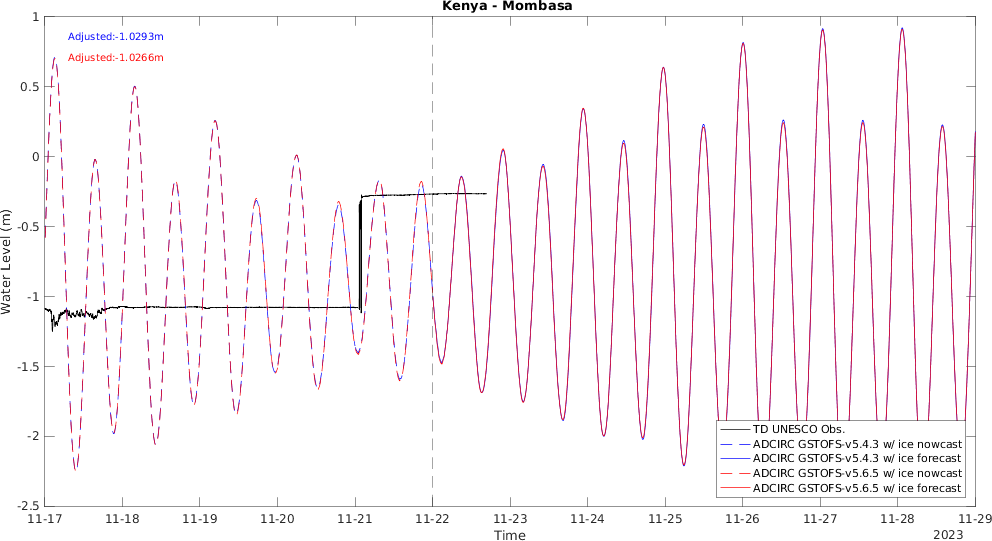 Kenya - Mombasa
Adjusted:-1.0293m
Adjusted:-1.0266m
Water Level (m)
1
0.5
0
-0.5
-1
-1.5
-2
-2.5
TD UNESCO Obs.
ADCIRC GSTOFS-v5.4.3 w/ ice nowcast
ADCIRC GSTOFS-v5.4.3 w/ ice forecast
ADCIRC GSTOFS-v5.6.5 w/ ice nowcast
ADCIRC GSTOFS-v5.6.5 w/ ice forecast
11-17 11-18 11-19 11-20 11-21 11-22 11-23 11-24 11-25 11-26 11-27 11-28 11-29
Time
2023